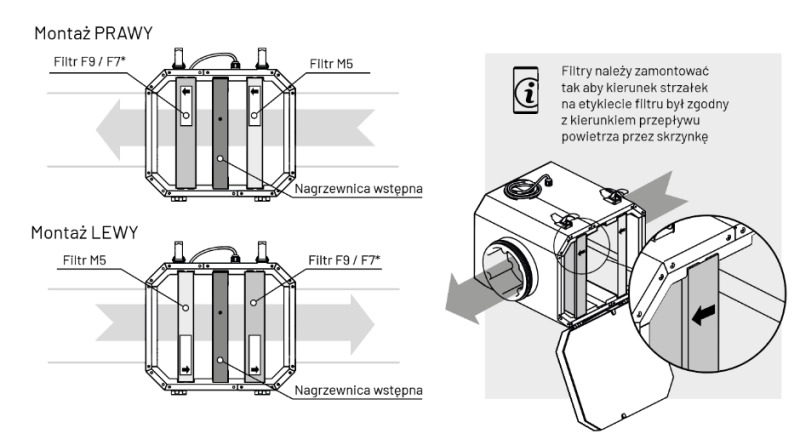 Montaż PRAWY
Filtr F9 / F7*
Filtr M5
Nagrzewnica wstępna
Montaż LEWY
Filtr M5
Filtr F9 / F7*
Nagrzewnica wstępna
Filtry należy zamontować
tak aby kierunek strzałek
na etykiecie filtru był zgodny
z kierunkiem przepływu
powietrza przez skrzynkę